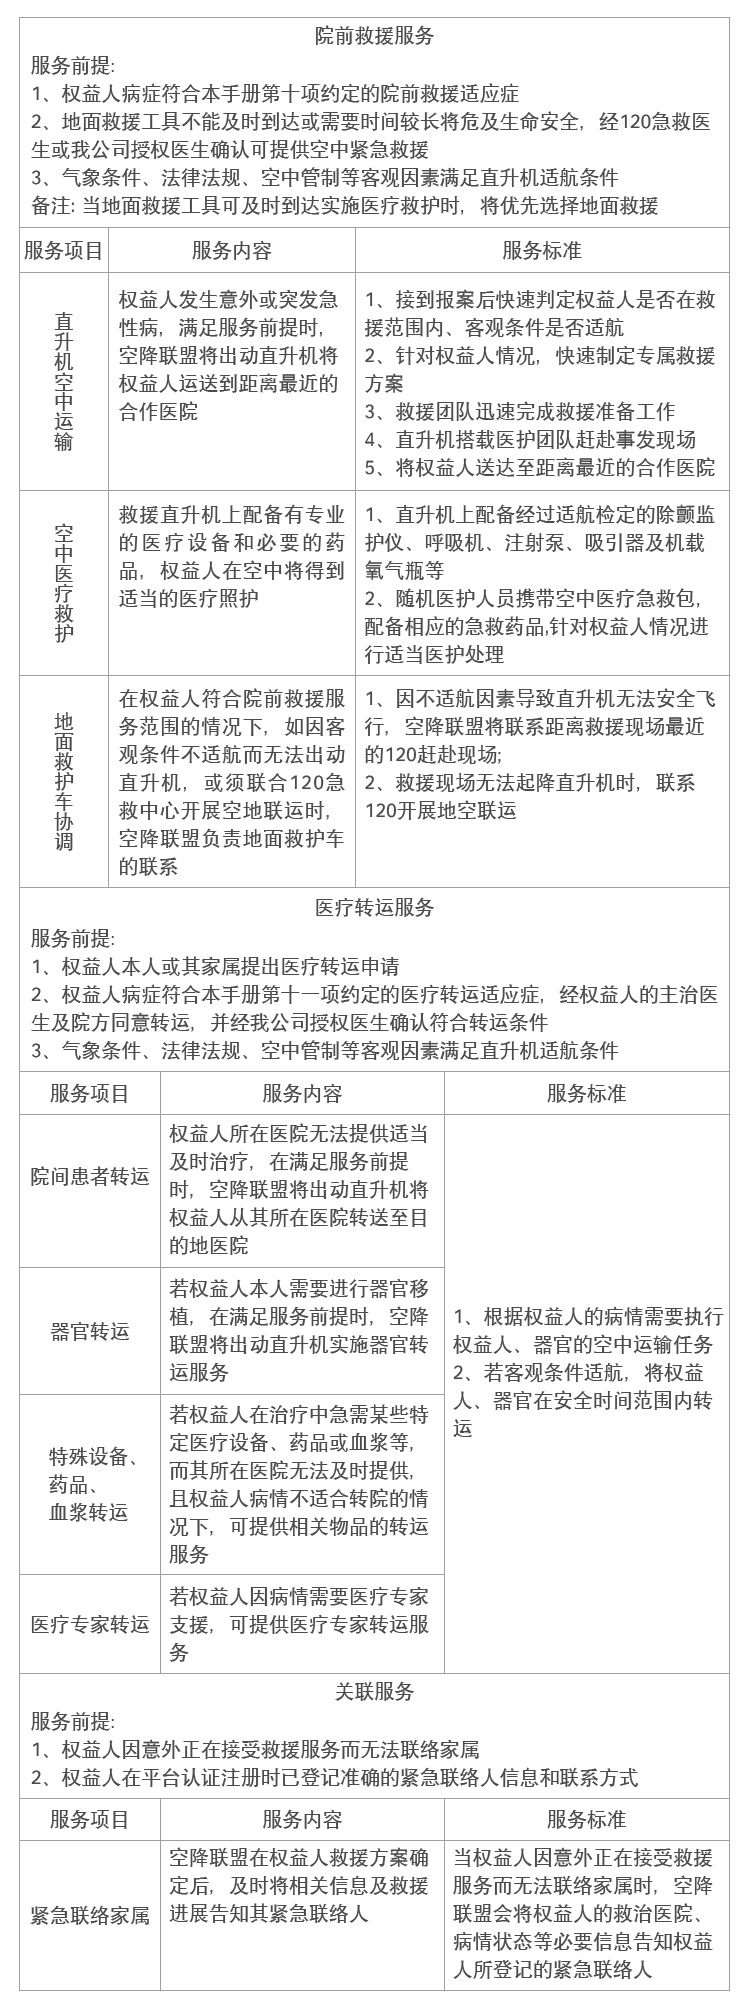 院前救援服务
服务前提:
1、权益人病症符合本手册第十项约定的院前救援适应症
2、地面救援工具不能及时到达或需要时间较长将危及生命安全，经120急救医
生或我公司授权医生确认可提供空中紧急救援
3、气象条件、法律法规、空中管制等客观因素满足直升机适航条件
备注: 当地面救援工具可及时到达实施医疗救护时，将优先选择地面救援
服务项目
服务内容
服务标准
直升机空中运输
权益人发生意外或突发急
性病，满足服务前提时，
空降联盟将出动直升机将
权益人运送到距离最近的
合作医院
1、接到报案后快速判定权益人是否在救
援范围内、客观条件是否适航
2、针对权益人情况，快速制定专属救援
方案
3、救援团队迅速完成救援准备工作
4、直升机搭载医护团队赶赴事发现场
5、将权益人送达至距离最近的合作医院
空中医疗救护
救援直升机上配备有专业
的医疗设备和必要的药
品，权益人在空中将得到
适当的医疗照护
1、直升机上配备经过适航检定的除颤监
护仪、呼吸机、注射泵、吸引器及机载
氧气瓶等
2、随机医护人员携带空中医疗急救包，
配备相应的急救药品,针对权益人情况进
行适当医护处理
地面救护车协调
在权益人符合院前救援服
务范围的情况下，如因客
观条件不适航而无法出动
直升机，或须联合120急
救中心开展空地联运时，
空降联盟负责地面救护车
的联系
1、因不适航因素导致直升机无法安全飞
行，空降联盟将联系距离救援现场最近
的120赶赴现场;
2、救援现场无法起降直升机时，联系
120开展地空联运
医疗转运服务
服务前提:
1、权益人本人或其家属提出医疗转运申请
2、权益人病症符合本手册第十一项约定的医疗转运适应症，经权益人的主治医
生及院方同意转运，并经我公司授权医生确认符合转运条件
3、气象条件、法律法规、空中管制等客观因素满足直升机适航条件
服务项目
服务内容
服务标准
院间患者转运
权益人所在医院无法提供适当
及时治疗，在满足服务前提
时，空降联盟将出动直升机将
权益人从其所在医院转送至目
的地医院
器官转运
若权益人本人需要进行器官移
植，在满足服务前提时，空降
联盟将出动直升机实施器官转
运服务
特殊设备、
药品、
血浆转运
若权益人在治疗中急需某些特
定医疗设备、药品或血浆等，
而其所在医院无法及时提供，
且权益人病情不适合转院的情
况下，可提供相关物品的转运
服务
医疗专家转运
若权益人因病情需要医疗专家
支援，可提供医疗专家转运服
务
1、根据权益人的病情需要执行
权益人、器官的空中运输任务
2、若客观条件适航，将权益
人、器官在安全时间范围内转
运
关联服务
服务前提:
1、权益人因意外正在接受救援服务而无法联络家属
2、权益人在平台认证注册时已登记准确的紧急联络人信息和联系方式
服务项目
服务内容
服务标准
紧急联络家属
空降联盟在权益人救援方案确
定后，及时将相关信息及救援
进展告知其紧急联络人
当权益人因意外正在接受救援
服务而无法联络家属时，空降
联盟会将权益人的救治医院、
病情状态等必要信息告知权益
人所登记的紧急联络人